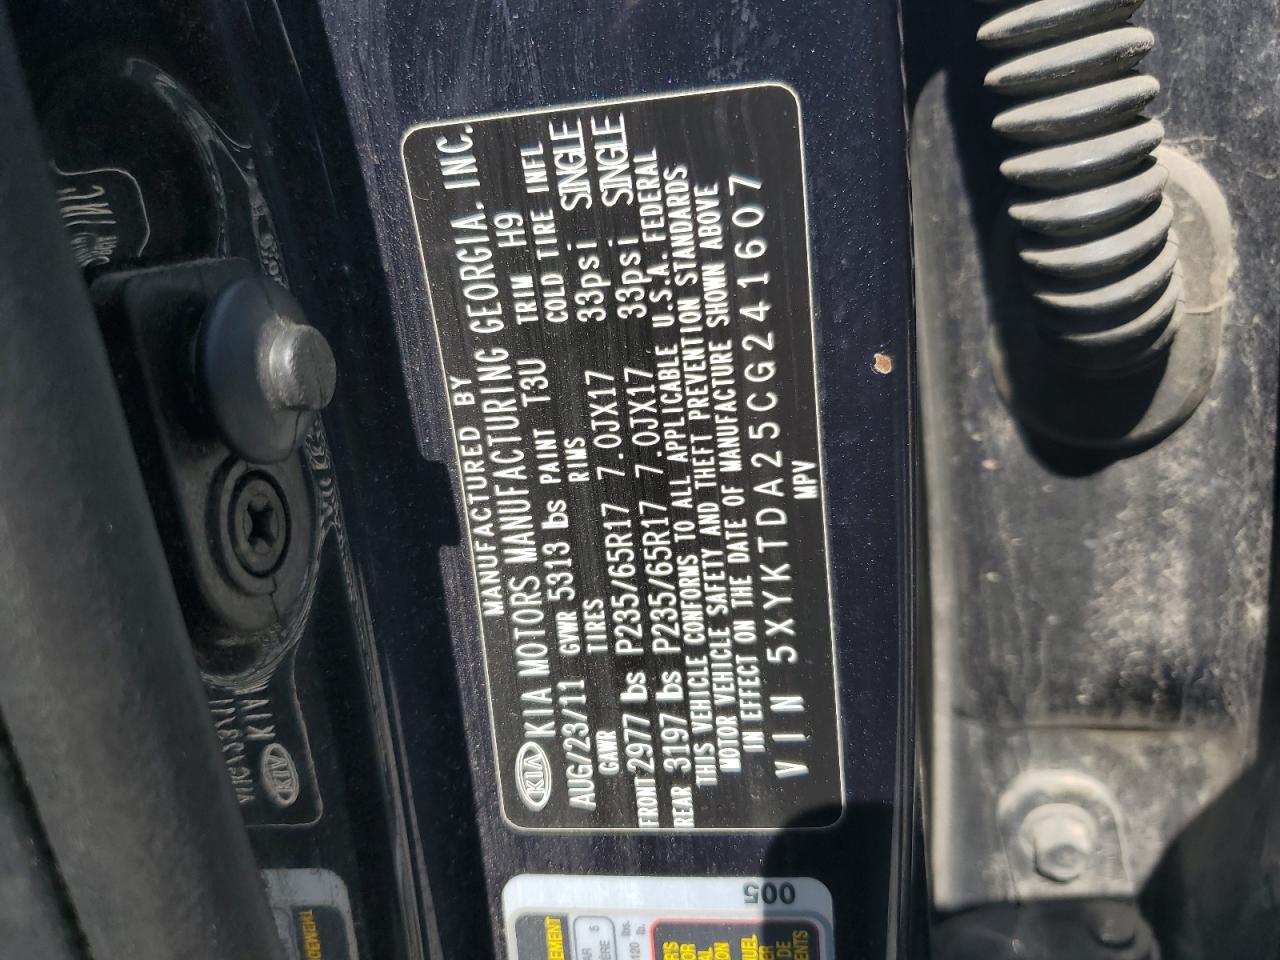 MANUFACTURED BY
KIA KIA MOTORS MANUFACTURING GEORGIA, INC.
AUG/23/11 GVWR 5313 lbs PAINT T3U TRIM H9
GAWR TIRES RIMS COLD TIRE INFL
FRONT 2977 lbs P235/65R17 7.0JX17 33psi SINGLE
REAR 3197 lbs P235/65R17 7.0JX17 33psi SINGLE
THIS VEHICLE CONFORMS TO ALL APPLICABLE U.S.A. FEDERAL
MOTOR VEHICLE SAFETY AND THEFT PREVENTION STANDARDS
IN EFFECT ON THE DATE OF MANUFACTURE SHOWN ABOVE
VIN 5XYKTDA25CG241607
MPV
005